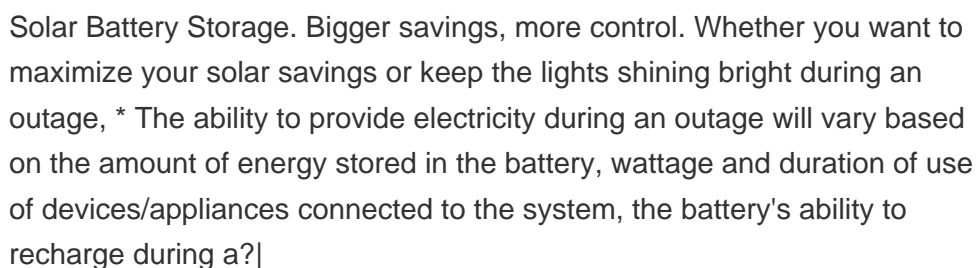 Solar Battery Storage. Bigger savings, more control. Whether you want to
maximize your solar savings or keep the lights shining bright during an
outage, * The ability to provide electricity during an outage will vary based
on the amount of energy stored in the battery, wattage and duration of use
of devices/appliances connected to the system, the battery's ability to
recharge during a?|